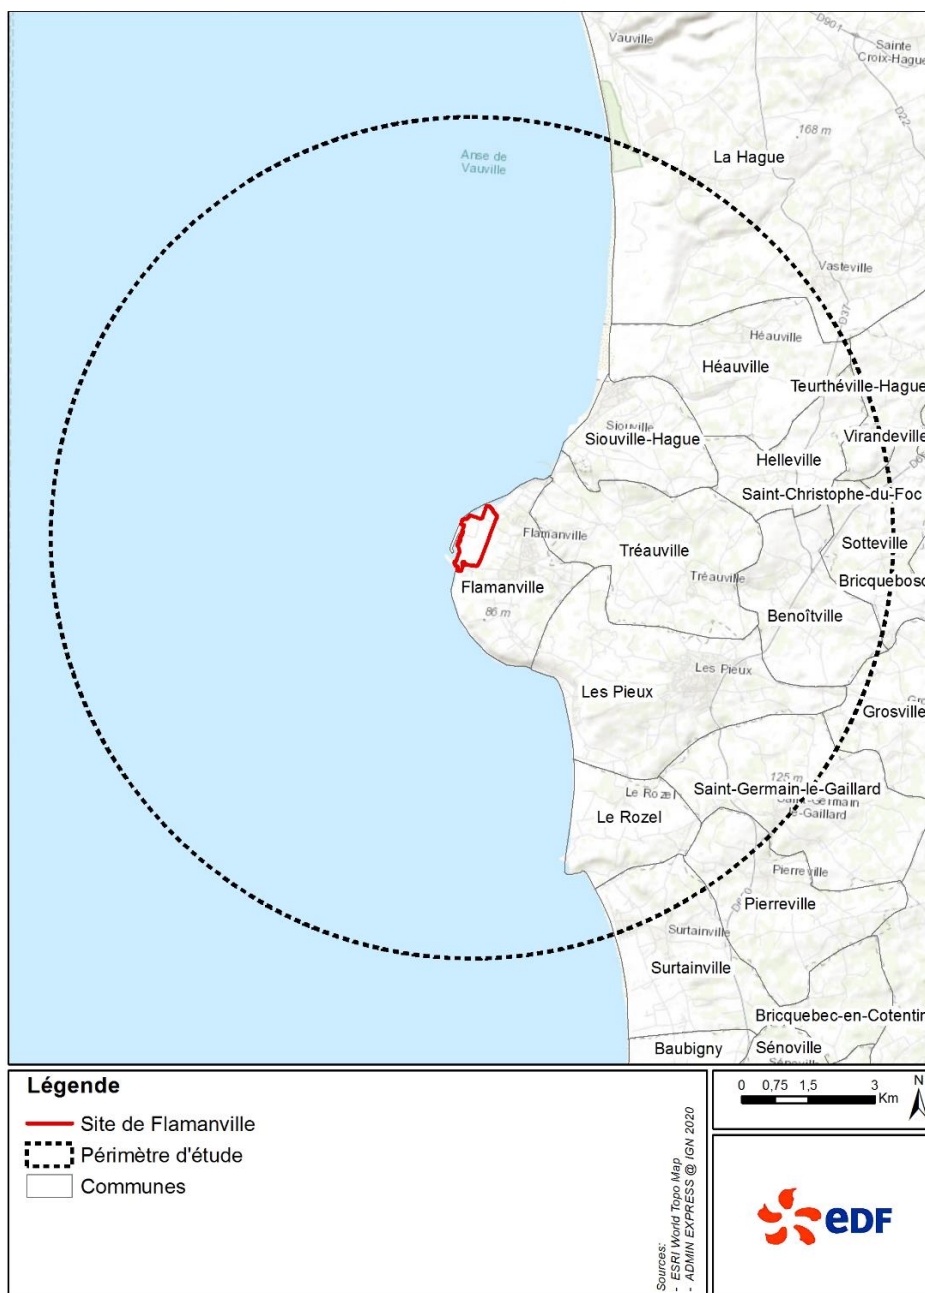 Vauville
D901
Sainte
Croix-Hague
D22
168 m
Anse de
Vauville
La Hague
Vasteville
D37
Héauville
Héauville
Teurthéville-Hague
Siouville
Siouville-Hague
Virandeville
Helleville
Saint-Christophe-du-Foc
Flamanville
Tréauville
Sotteville
Tréauville
Bricquebosq
Flamanville
86 m
Benoîtville
Les Pieux
Les Pieux
Grosville
125 m
Le Rozel
Saint-Germain-le-Gaillard
le-Gaillard
Le Rozel
Pierreville
Pierreville
Surtainville
Surtainville
Bricquebec-en-Cotentin
Baubigny
Sénoville
Légende
Site de Flamanville
Périmètre d'étude
Communes
Sources:
- ESRI World Topo Map
- ADMIN EXPRESS @ IGN 2020
0 0,75 1,5 3
Km
N
eDF